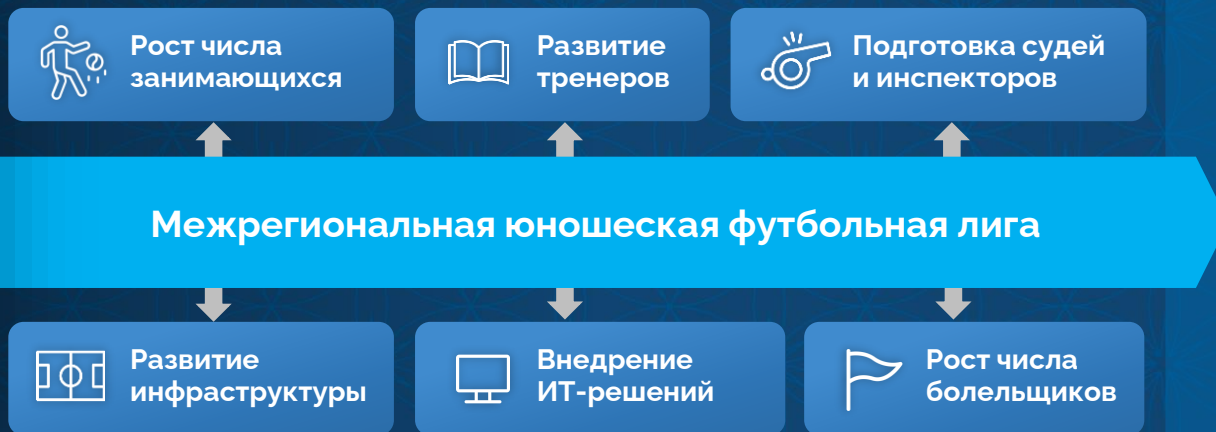 Рост числа
занимающихся
Развитие
тренеров
Подготовка судей
и инспекторов
Межрегиональная юношеская футбольная лига
Развитие
инфраструктуры
Внедрение
ИТ-решений
Рост числа
болельщиков